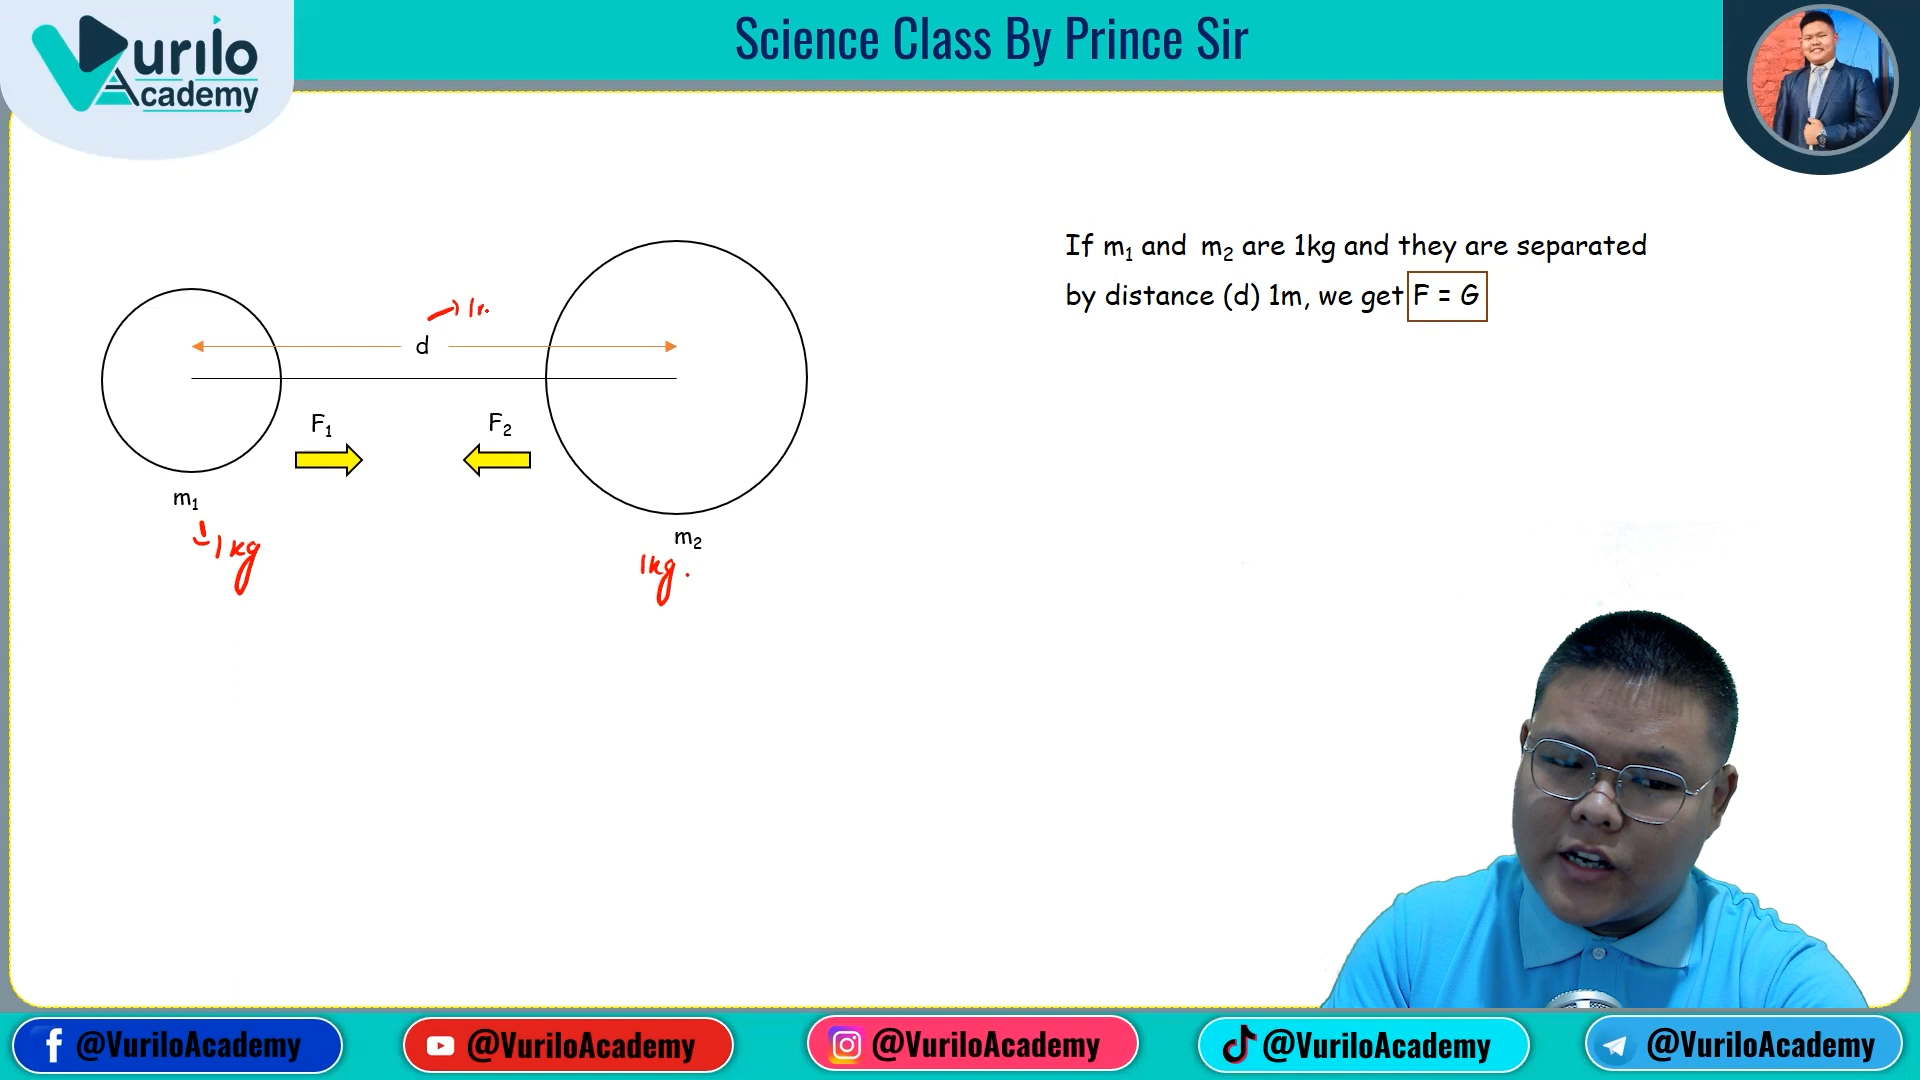 Vurilo
Academy
Science Class By Prince Sir
If m₁ and m₂ are 1kg and they are separated
by distance (d) 1m, we get F = G
d
F₁
F₂
m₁
1kg
m₂
1kg.
@VuriloAcademy
@VuriloAcademy
@VuriloAcademy
@VuriloAcademy
@VuriloAcademy